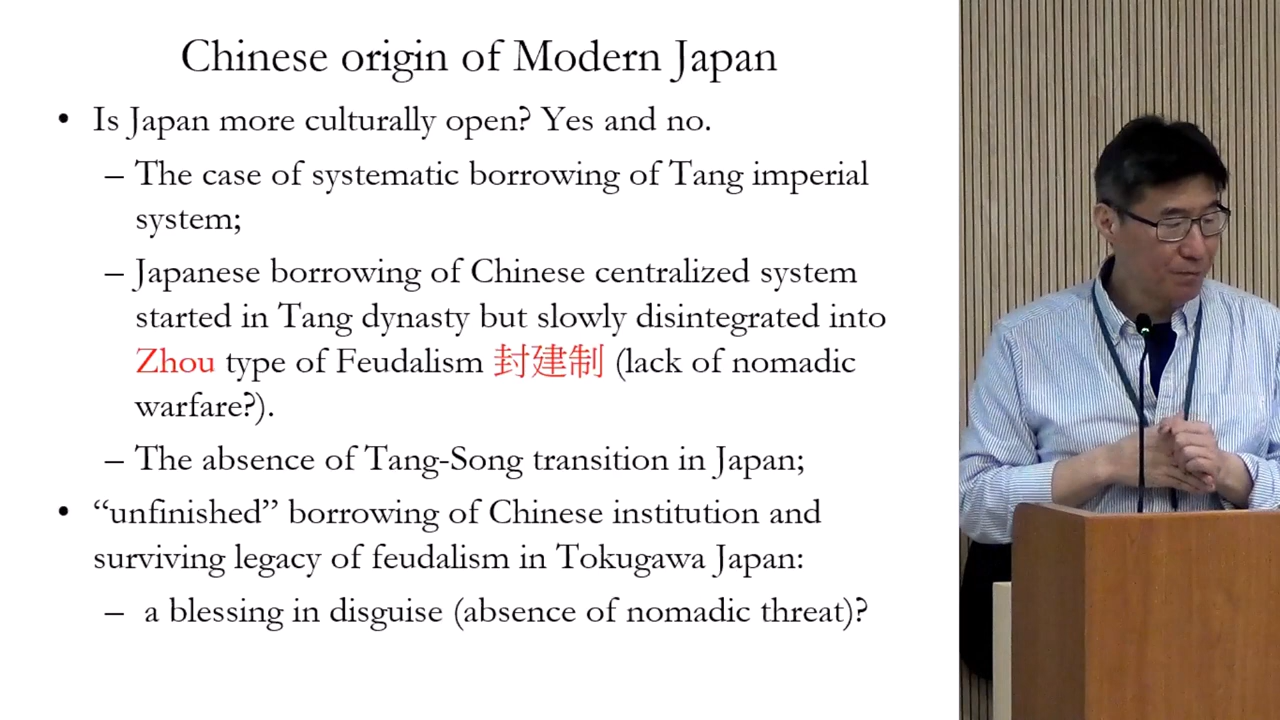 Chinese origin of Modern Japan
• Is Japan more culturally open? Yes and no.
– The case of systematic borrowing of Tang imperial
system;
– Japanese borrowing of Chinese centralized system
started in Tang dynasty but slowly disintegrated into
Zhou type of Feudalism 封建制 (lack of nomadic
warfare?).
– The absence of Tang-Song transition in Japan;
• “unfinished” borrowing of Chinese institution and
surviving legacy of feudalism in Tokugawa Japan:
– a blessing in disguise (absence of nomadic threat)?